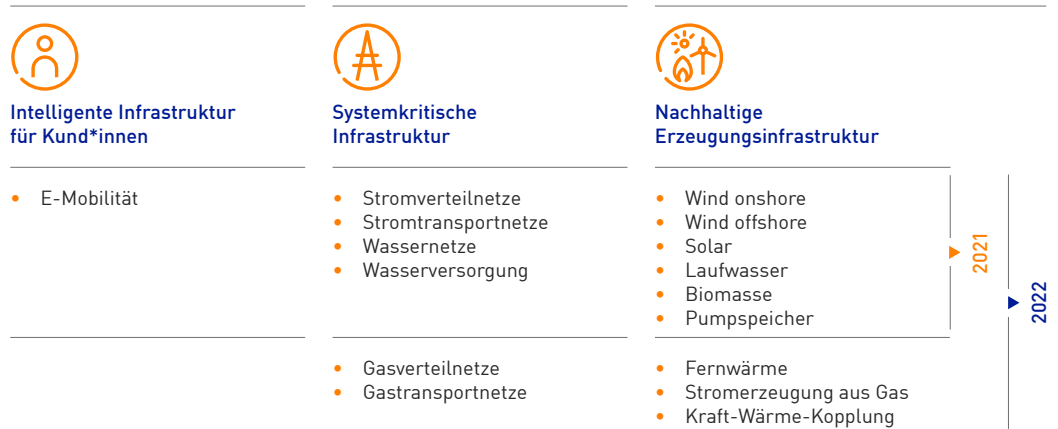 Intelligente Infrastruktur
für Kund*innen
Systemkritische
Infrastruktur
Nachhaltige
Erzeugungsinfrastruktur
• E-Mobilität
• Stromverteilnetze
• Stromtransportnetze
• Wassernetze
• Wasserversorgung
• Wind onshore
• Wind offshore
• Solar
• Laufwasser
• Biomasse
• Pumpspeicher
2021
2022
• Gasverteilnetze
• Gastransportnetze
• Fernwärme
• Stromerzeugung aus Gas
• Kraft-Wärme-Kopplung